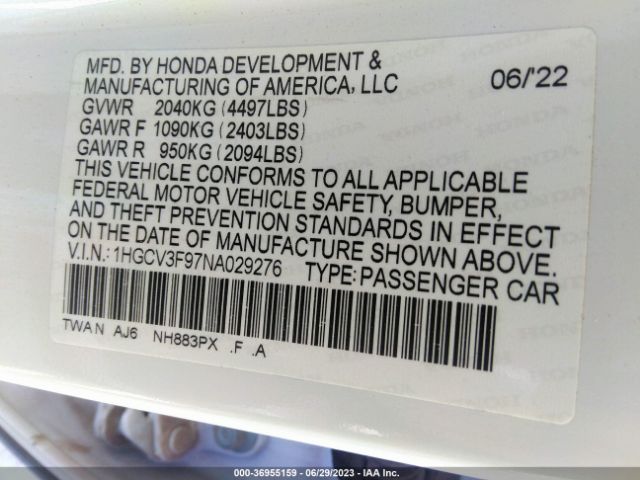 MFD. BY HONDA DEVELOPMENT &
MANUFACTURING OF AMERICA, LLC 06/'22
GVWR 2040KG (4497LBS)
GAWR F 1090KG (2403LBS)
GAWR R 950KG (2094LBS)
THIS VEHICLE CONFORMS TO ALL APPLICABLE
FEDERAL MOTOR VEHICLE SAFETY, BUMPER,
AND THEFT PREVENTION STANDARDS IN EFFECT
ON THE DATE OF MANUFACTURE SHOWN ABOVE.
V.I.N.: 1HGCV3F97NA029276 TYPE: PASSENGER CAR
TWA N AJ6 NH883PX .F .A
000-36955159 - 06/29/2023 - IAA Inc.